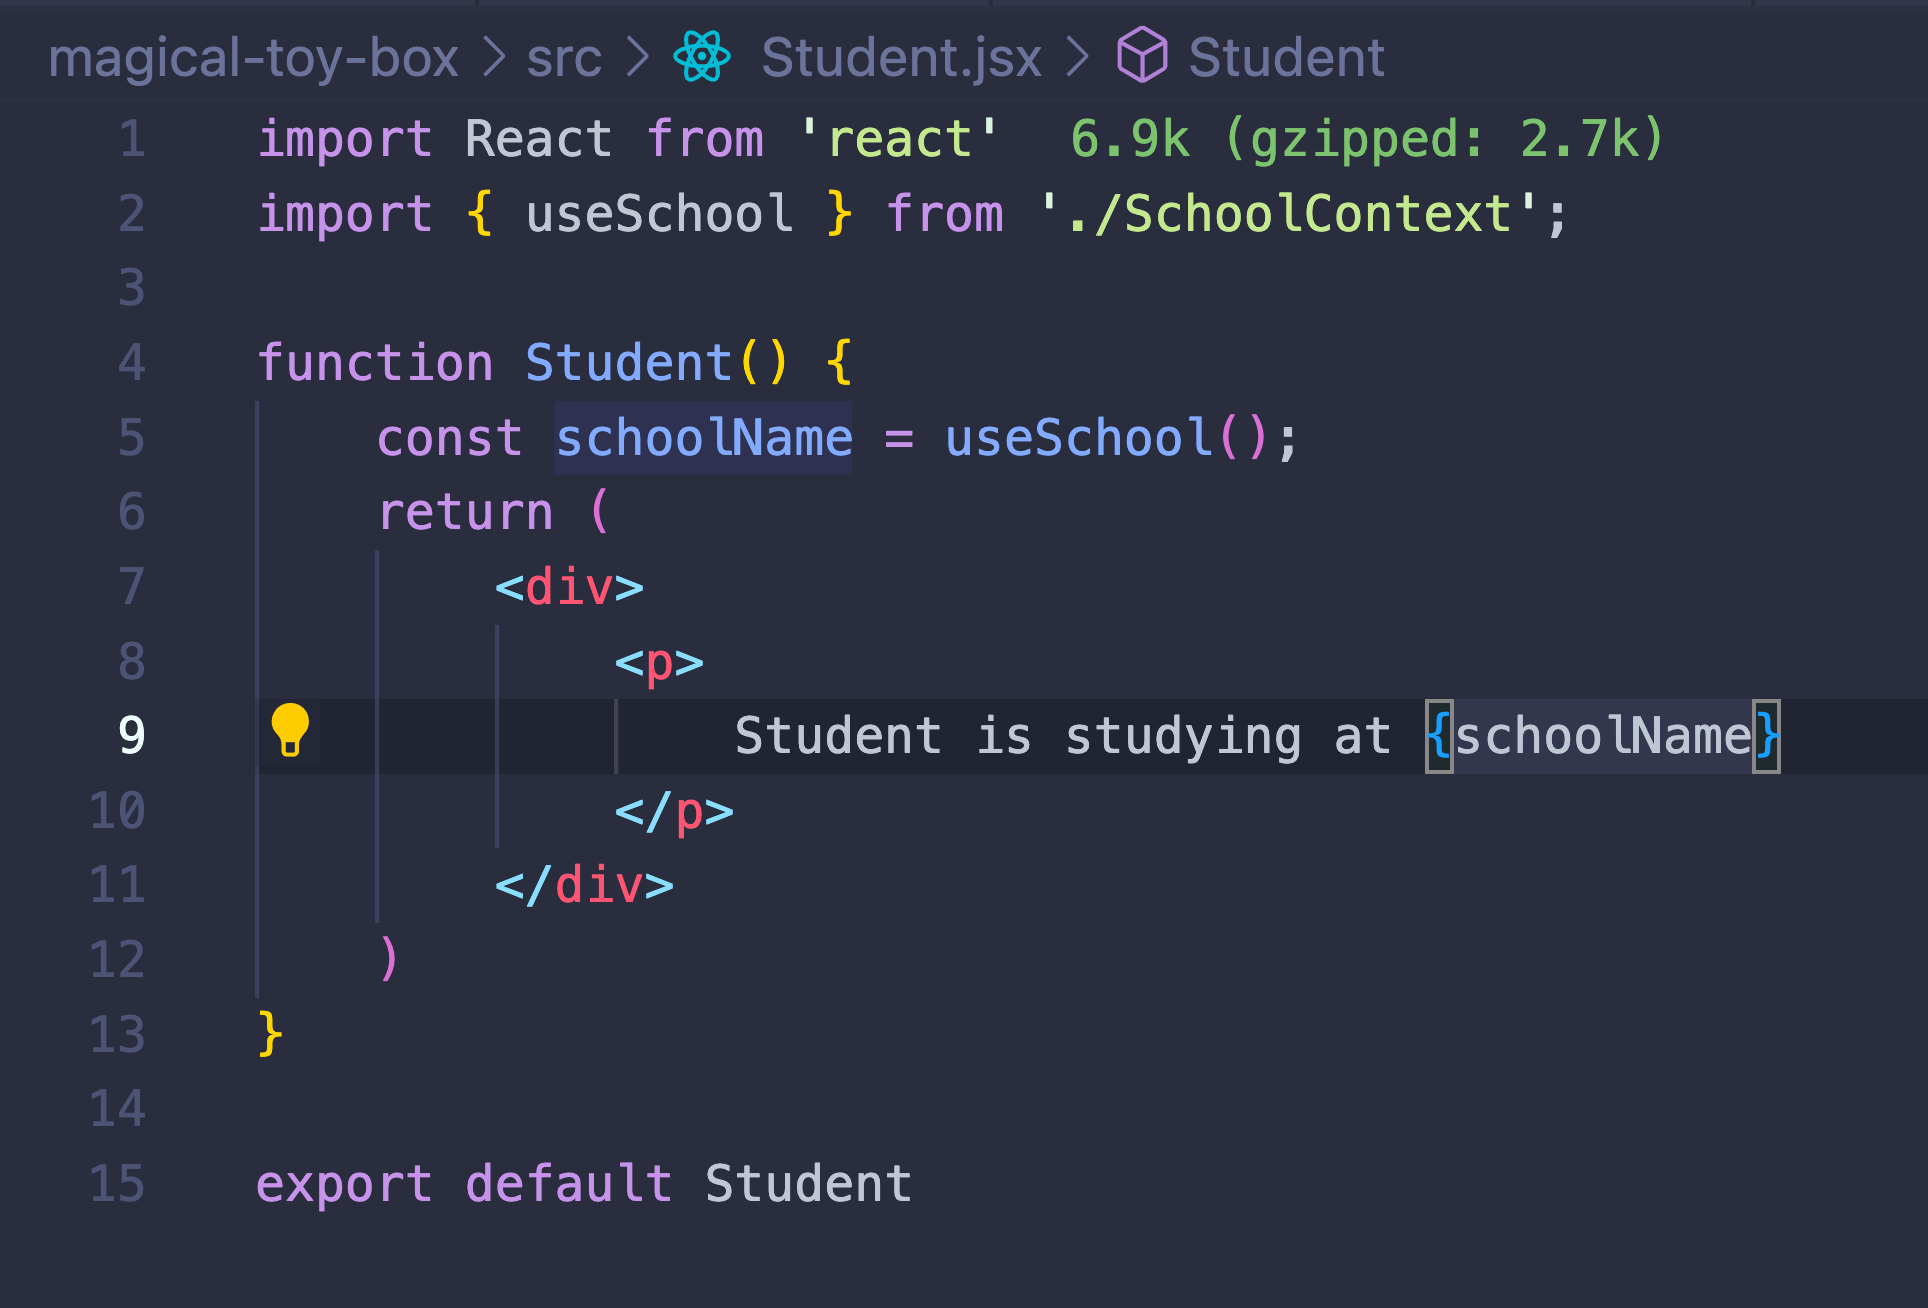 magical-toy-box > src > Student.jsx > Student
1 import React from 'react' 6.9k (gzipped: 2.7k)
2 import { useSchool } from './SchoolContext';
3
4 function Student() {
5     const schoolName = useSchool();
6     return (
7         <div>
8             <p>
9                 Student is studying at {schoolName}
10             </p>
11         </div>
12     )
13 }
14
15 export default Student